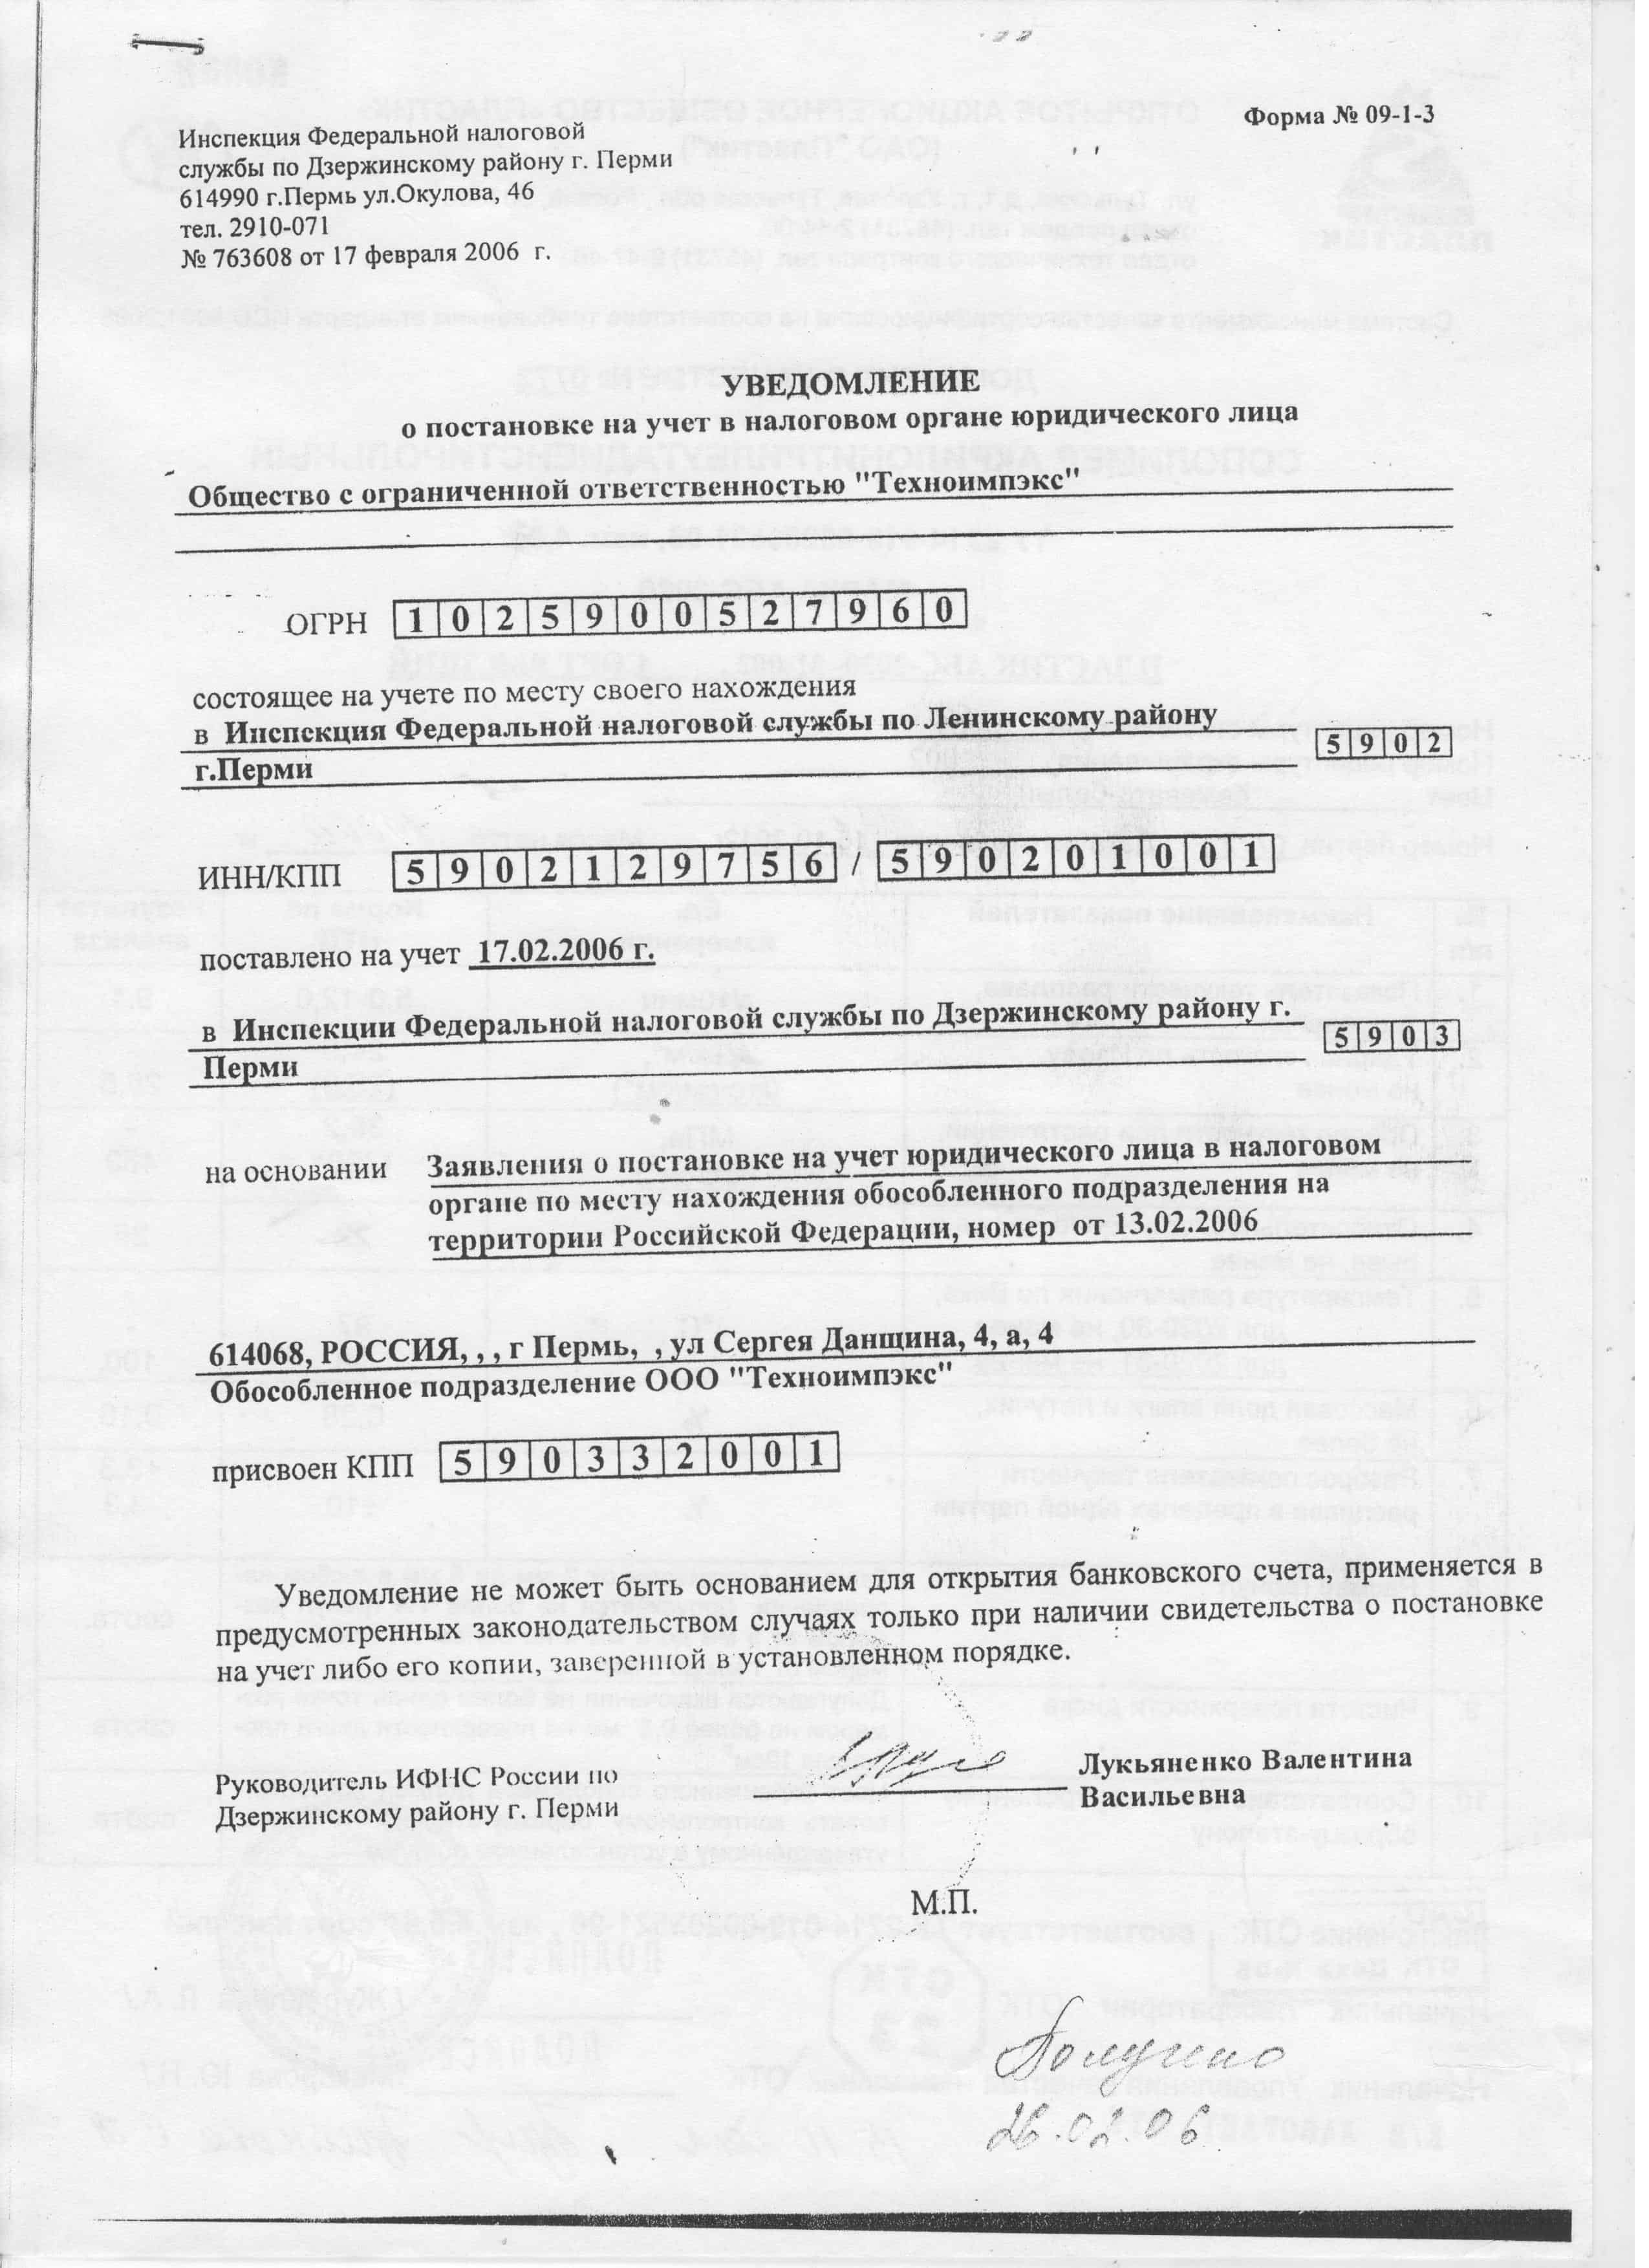 Форма № 09-1-3
Инспекция Федеральной налоговой
службы по Дзержинскому району г. Перми
614990 г.Пермь ул.Окулова, 46
тел. 2910-071
№ 763608 от 17 февраля 2006 г.
УВЕДОМЛЕНИЕ
о постановке на учет в налоговом органе юридического лица
Общество с ограниченной ответственностью "Техноимпэкс"
ОГРН 1025900527960
состоящее на учете по месту своего нахождения
в Инспекция Федеральной налоговой службы по Ленинскому району
г.Перми 5902
ИНН/КПП 5902129756 / 590201001
поставлено на учет 17.02.2006 г.
в Инспекции Федеральной налоговой службы по Дзержинскому району г.
Перми 5903
на основании Заявления о постановке на учет юридического лица в налоговом
органе по месту нахождения обособленного подразделения на
территории Российской Федерации, номер от 13.02.2006
614068, РОССИЯ, , , г Пермь, , ул Сергея Данщина, 4, а, 4
Обособленное подразделение ООО "Техноимпэкс"
присвоен КПП 590332001
Уведомление не может быть основанием для открытия банковского счета, применяется в
предусмотренных законодательством случаях только при наличии свидетельства о постановке
на учет либо его копии, заверенной в установленном порядке.
Руководитель ИФНС России по
Дзержинскому району г. Перми
Лукьяненко Валентина
Васильевна
М.П.
Получено
26.02.06